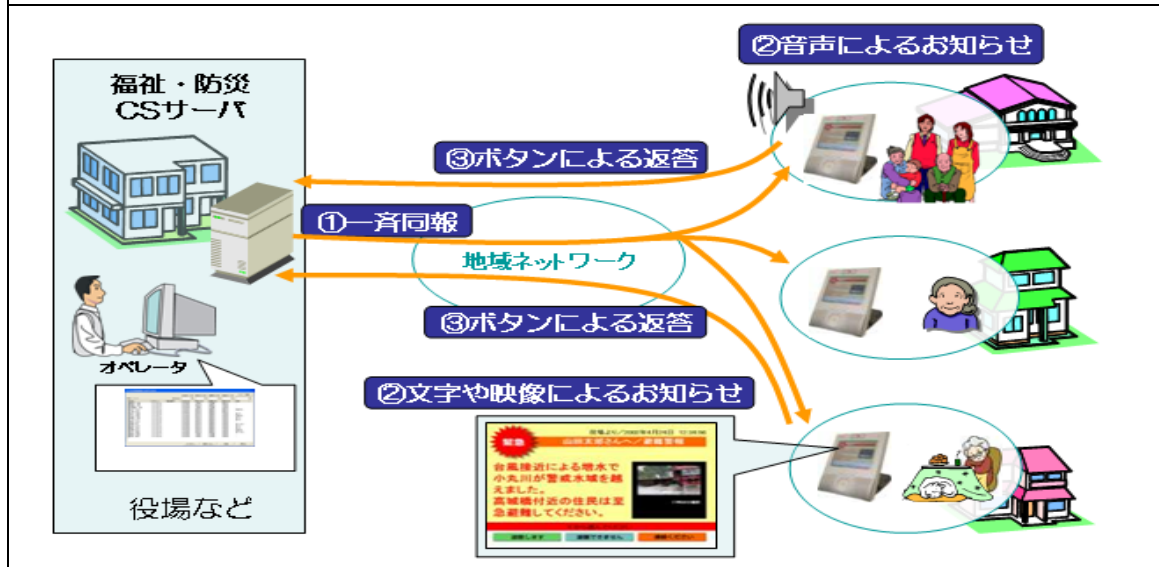 ②音声によるお知らせ
福祉・防災
CSサーバ
③ボタンによる返答
①一斉同報
地域ネットワーク
③ボタンによる返答
オペレータ
②文字や映像によるお知らせ
緊急
台風接近による増水で
小丸川が警戒水域を越
えました。
高城橋付近の住民は至
急避難してください。
役場など